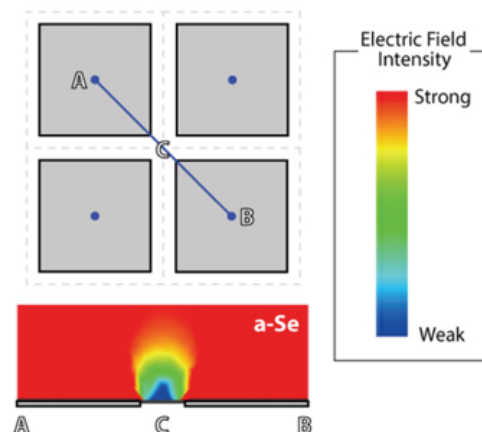 A
C
B
Electric Field
Intensity
Strong
Weak
a-Se
A C B